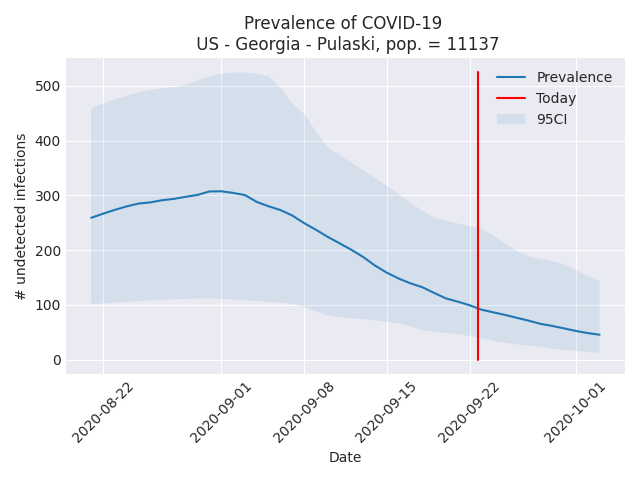 Prevalence of COVID-19
US - Georgia - Pulaski, pop. = 11137
Prevalence
Today
95CI
# undetected infections
500
400
300
200
100
0
2020-08-22
2020-09-01
2020-09-08
2020-09-15
2020-09-22
2020-10-01
Date